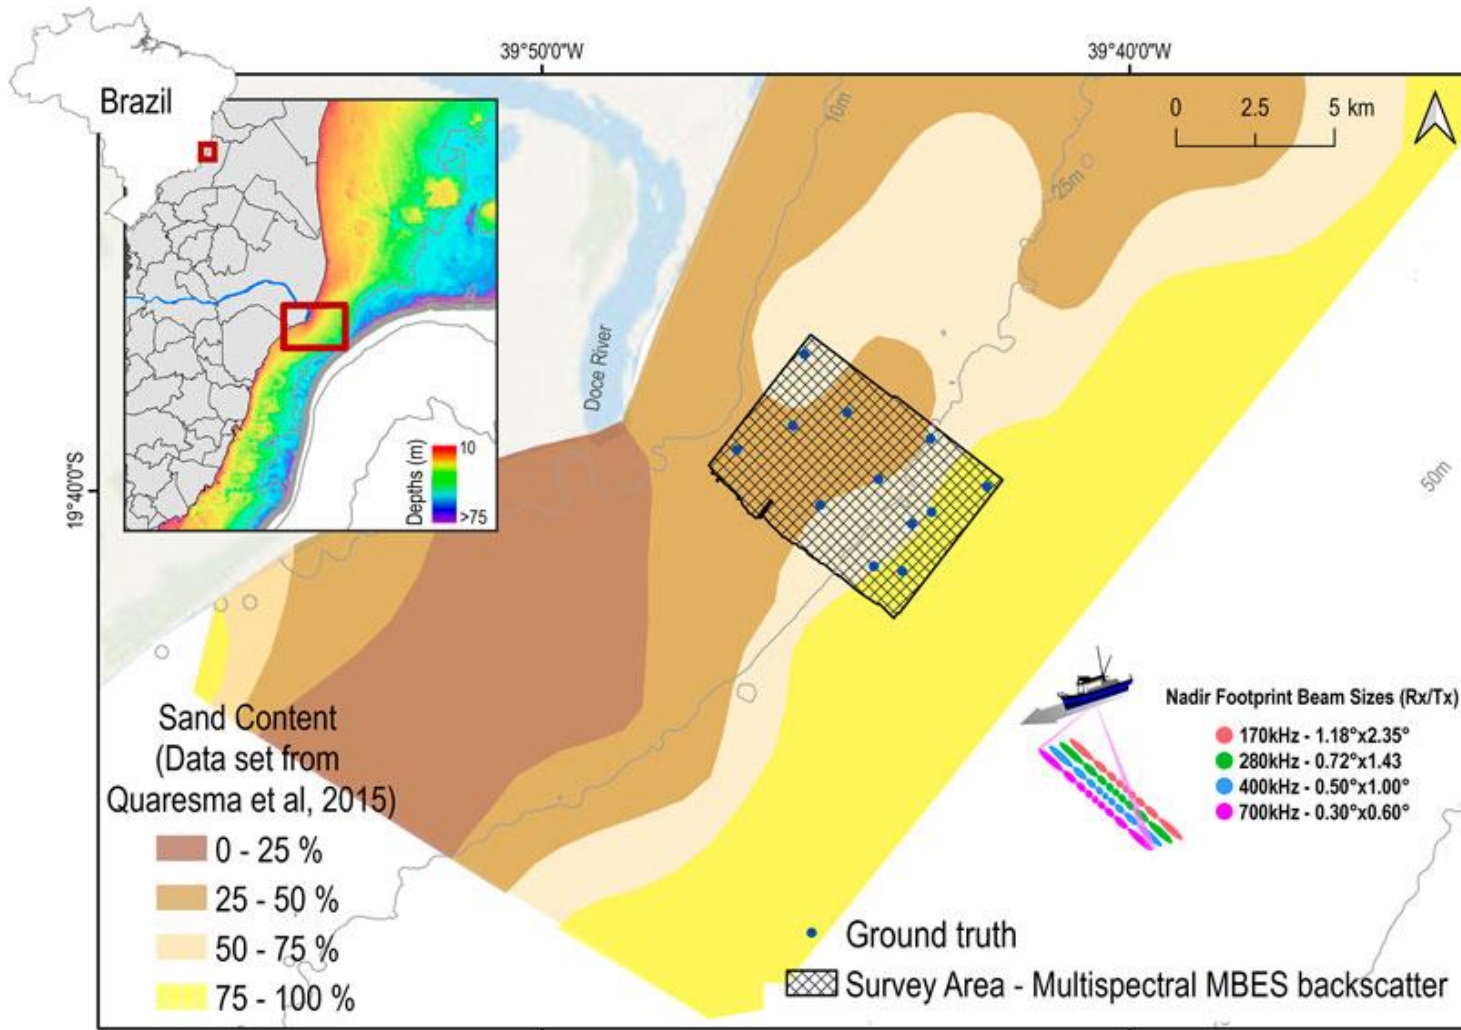 39°50'0"W
39°40'0"W
Brazil
0 2.5 5 km
10m
25m
Doce River
19°40'0"S
Depths (m)
10
>75
50m
Sand Content
(Data set from
Quaresma et al, 2015)
0 - 25 %
25 - 50 %
50 - 75 %
75 - 100 %
Nadir Footprint Beam Sizes (Rx/Tx)
170kHz - 1.18°x2.35°
280kHz - 0.72°x1.43
400kHz - 0.50°x1.00°
700kHz - 0.30°x0.60°
Ground truth
Survey Area - Multispectral MBES backscatter